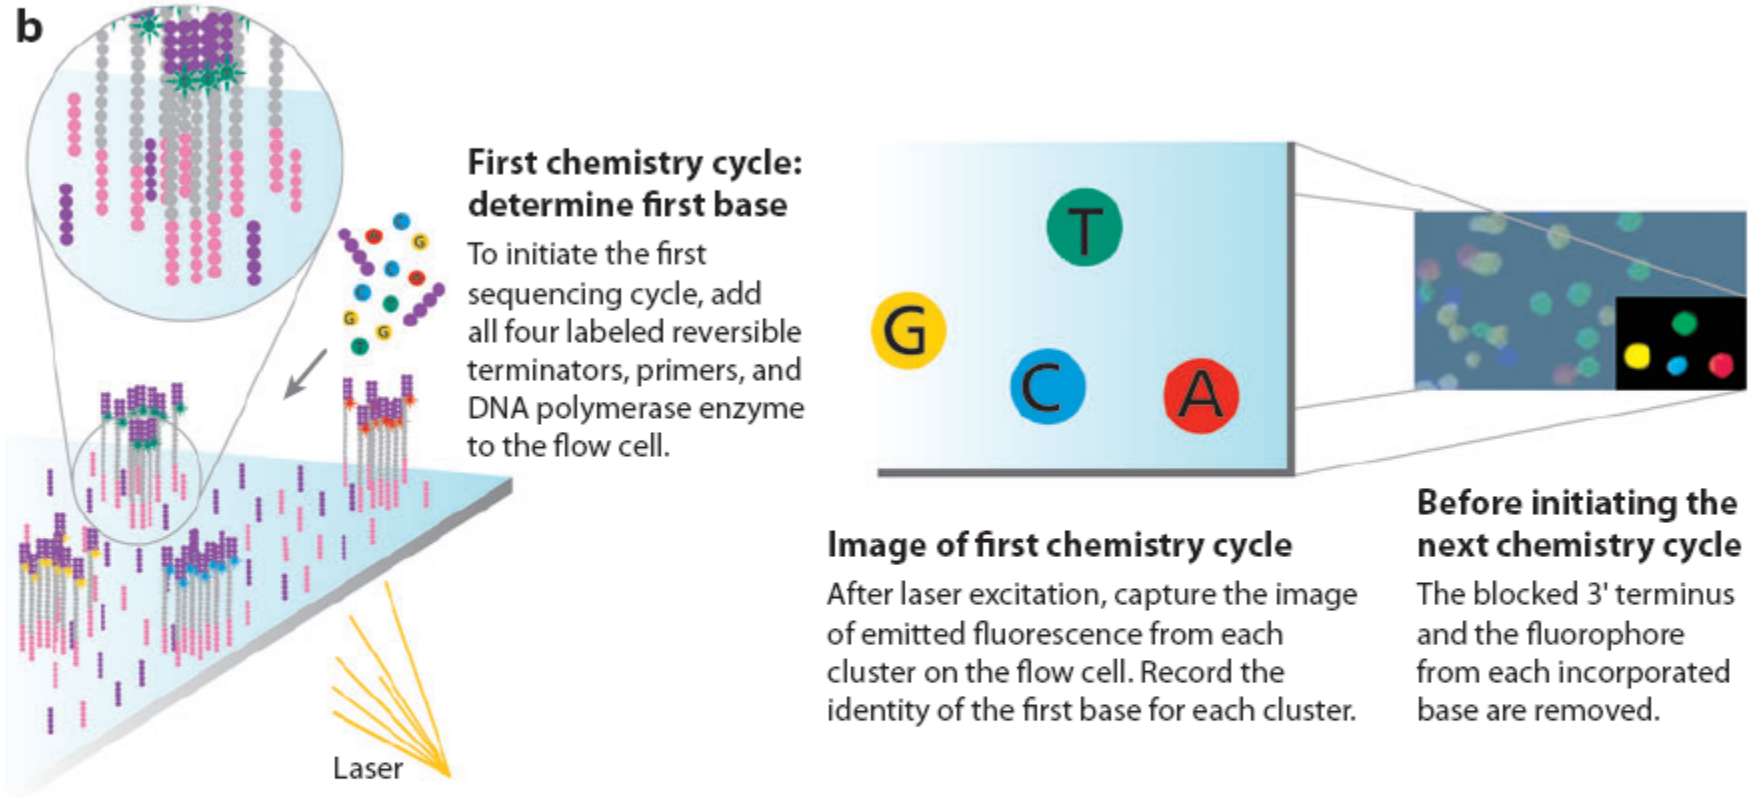 b
First chemistry cycle:
determine first base
To initiate the first
sequencing cycle, add
all four labeled reversible
terminators, primers, and
DNA polymerase enzyme
to the flow cell.
C
G
C
C
T
G
G
T
Laser
T
G
C
A
Image of first chemistry cycle
After laser excitation, capture the image
of emitted fluorescence from each
cluster on the flow cell. Record the
identity of the first base for each cluster.
Before initiating the
next chemistry cycle
The blocked 3' terminus
and the fluorophore
from each incorporated
base are removed.